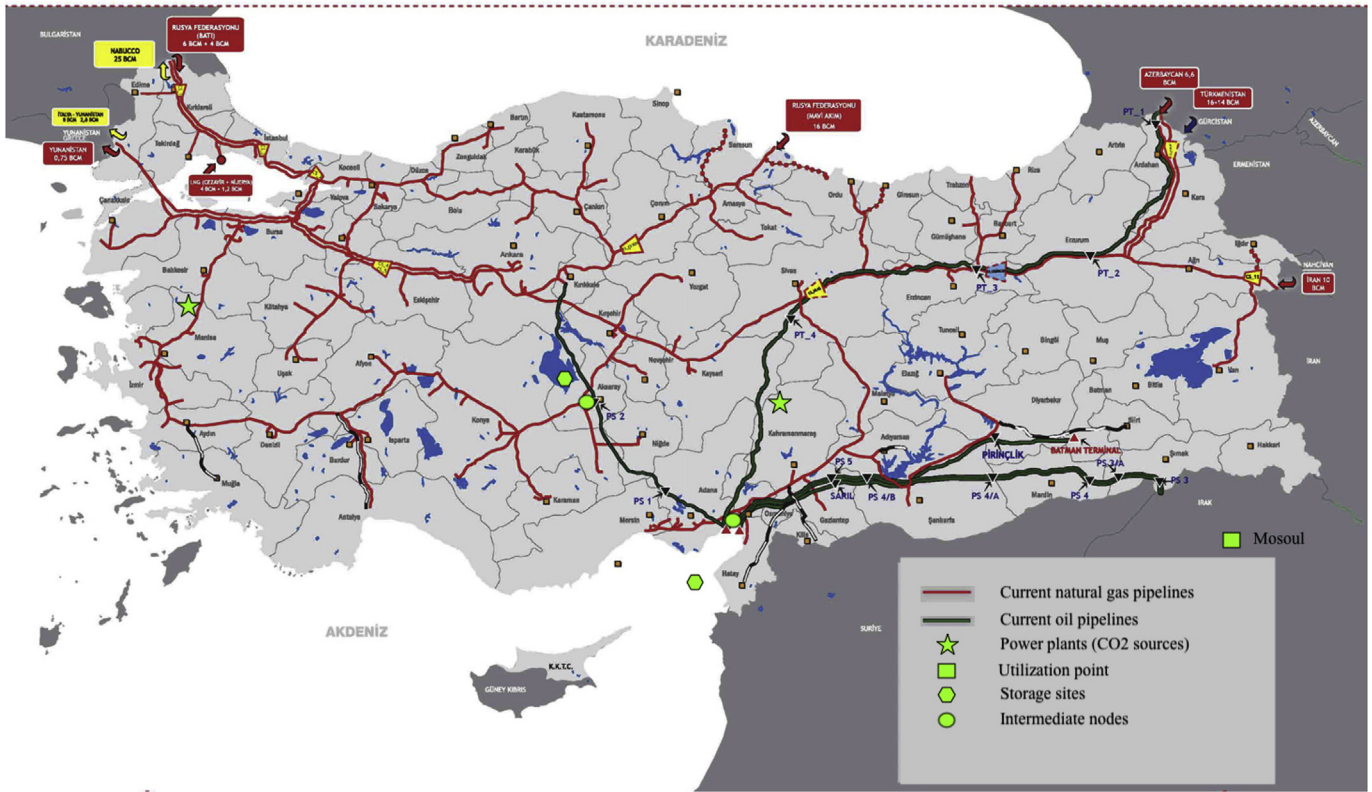 BULGARİSTAN
RUSYA FEDERASYONU
(BATI)
6 BCM + 4 BCM
NABUCCO
25 BCM
KARADENİZ
Edirne
Kırklareli
İTALYA - YUNANİSTAN
YUNANİSTAN
YUNANİSTAN
0,75 BCM
Tekirdağ
İstanbul
LNG (CEZAYİR + NİJERYA)
4 BCM + 1,2 BCM
Kocaeli
Yalova
Sakarya
Düzce
Bolu
Zonguldak
Bartın
Karabük
Kastamonu
Sinop
Çankırı
Çorum
Samsun
Amasya
Tokat
RUSYA FEDERASYONU
(MAVİ AKIM)
16 BCM
Ordu
Giresun
Trabzon
Rize
Gümüşhane
Bayburt
Artvin
Ardahan
Kars
AZERBAYCAN 6,6
BCM
TÜRKMENİSTAN
16-14 BCM
PT_1
GÜRCİSTAN
AZERBAYCAN
ERMENİSTAN
Erzurum
PT_2
Ağrı
Iğdır
NAHCİVAN
İRAN 10
BCM
İRAN
PT_3
Erzincan
Sivas
PT_4
Tunceli
Bingöl
Muş
Van
Bitlis
Batman
Siirt
Elazığ
Diyarbakır
Malatya
Çanakkale
Bursa
Balıkesir
Kütahya
Eskişehir
Ankara
Kırıkkale
Yozgat
Kırşehir
Nevşehir
Kayseri
Manisa
İzmir
Uşak
Afyon
Aksaray
PS 2
Konya
Niğde
Aydın
Denizli
Isparta
Burdur
Muğla
Antalya
Karaman
Mersin
Adana
PS 1
Kahramanmaraş
Adıyaman
PİRİNÇLİK
BATMAN TERMINAL
PS 5
SARIL
PS 4/B
PS 4/A
PS 4
PS 3/A
PS 3
Mardin
Şırnak
Hakkari
IRAK
Osmaniye
Gaziantep
Kilis
Şanlıurfa
Hatay
Mosoul
AKDENİZ
K.K.T.C.
GÜNEY KIBRIS
SURİYE
Current natural gas pipelines
Current oil pipelines
Power plants (CO2 sources)
Utilization point
Storage sites
Intermediate nodes